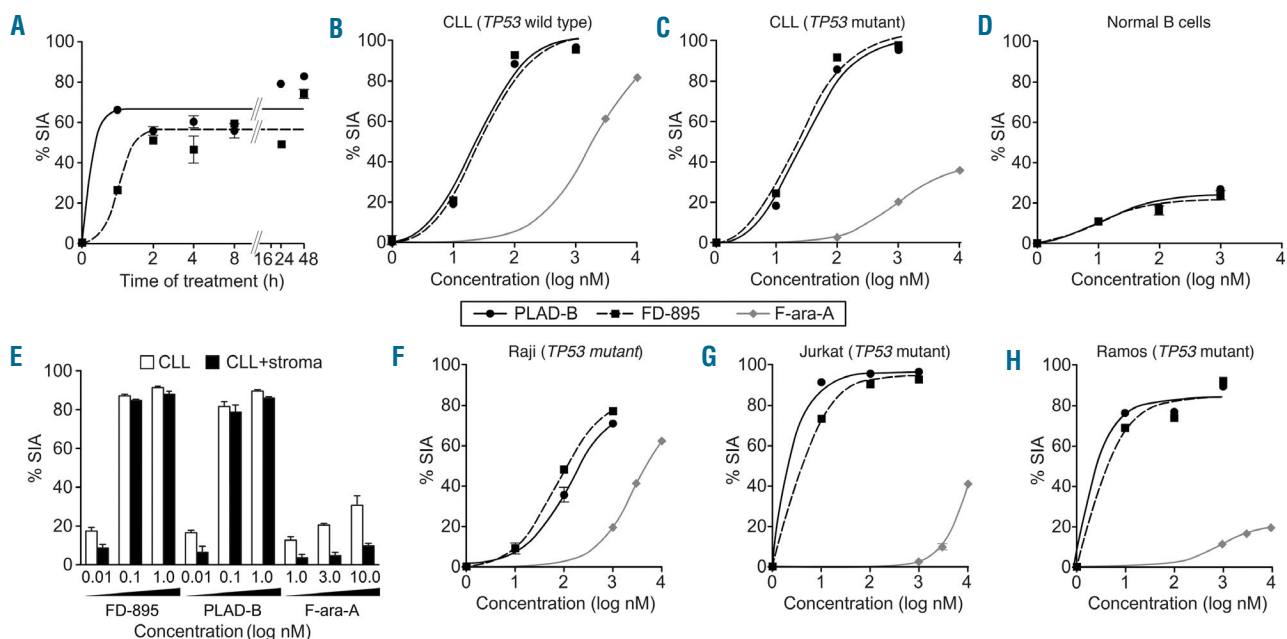 A
% SIA
100
80
60
40
20
0
0 2 4 8 16 24 48
Time of treatment (h)
B
CLL (TP53 wild type)
% SIA
100
80
60
40
20
0
0 1 2 3 4
Concentration (log nM)
C
CLL (TP53 mutant)
% SIA
100
80
60
40
20
0
0 1 2 3 4
Concentration (log nM)
D
Normal B cells
% SIA
100
80
60
40
20
0
0 1 2 3 4
Concentration (log nM)
PLAD-B FD-895 F-ara-A
E
CLL CLL+stroma
% SIA
100
80
60
40
20
0
0.01 0.1 1.0 0.01 0.1 1.0 1.0 3.0 10.0
FD-895 PLAD-B F-ara-A
Concentration (log nM)
F
Raji (TP53 mutant)
% SIA
100
80
60
40
20
0
0 1 2 3 4
Concentration (log nM)
G
Jurkat (TP53 mutant)
% SIA
100
80
60
40
20
0
0 1 2 3 4
Concentration (log nM)
H
Ramos (TP53 mutant)
% SIA
100
80
60
40
20
0
0 1 2 3 4
Concentration (log nM)